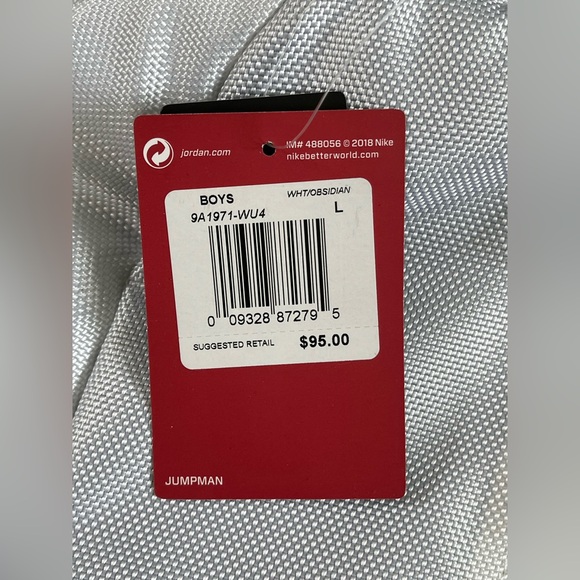 jordan.com
IM# 488056 © 2018 Nike
nikebetterworld.com
BOYS
WHT/OBSIDIAN
9A1971-WU4
L
0 09328 87279 5
SUGGESTED RETAIL $95.00
JUMPMAN